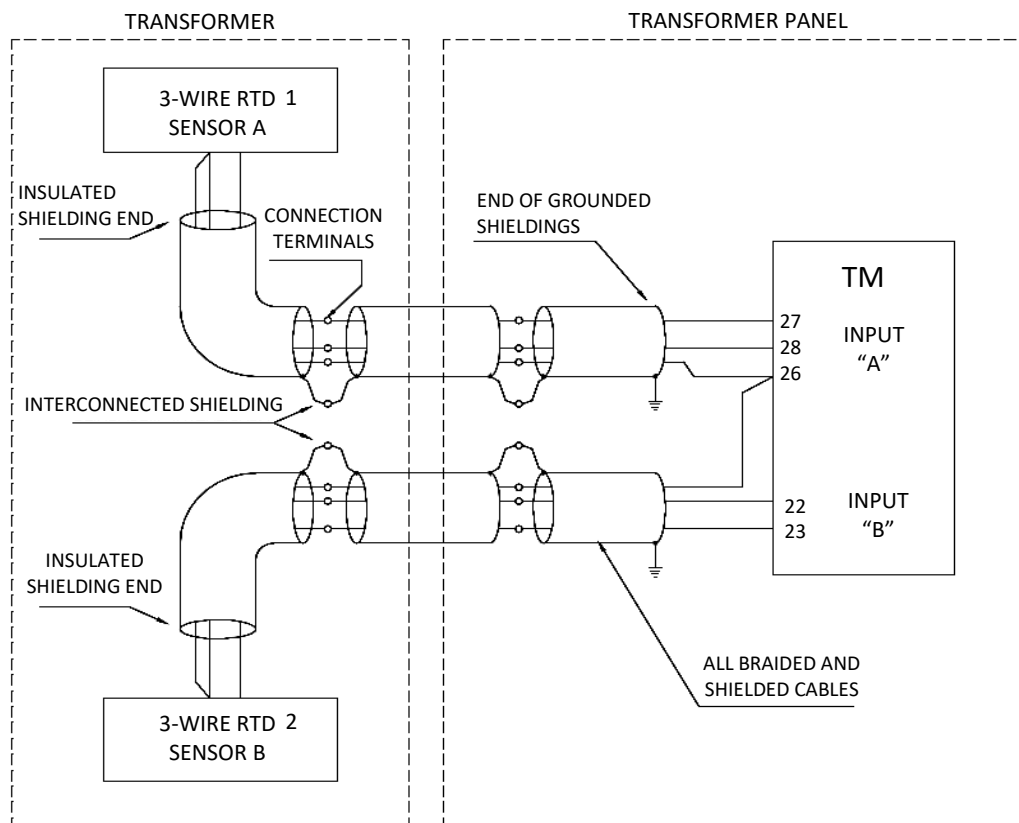 TRANSFORMER
TRANSFORMER PANEL
3-WIRE RTD 1
SENSOR A
INSULATED
SHIELDING END
CONNECTION
TERMINALS
END OF GROUNDED
SHIELDINGS
TM
27
28
26
INPUT
“A”
INTERCONNECTED SHIELDING
22
23
INPUT
“B”
INSULATED
SHIELDING END
ALL BRAIDED AND
SHIELDED CABLES
3-WIRE RTD 2
SENSOR B